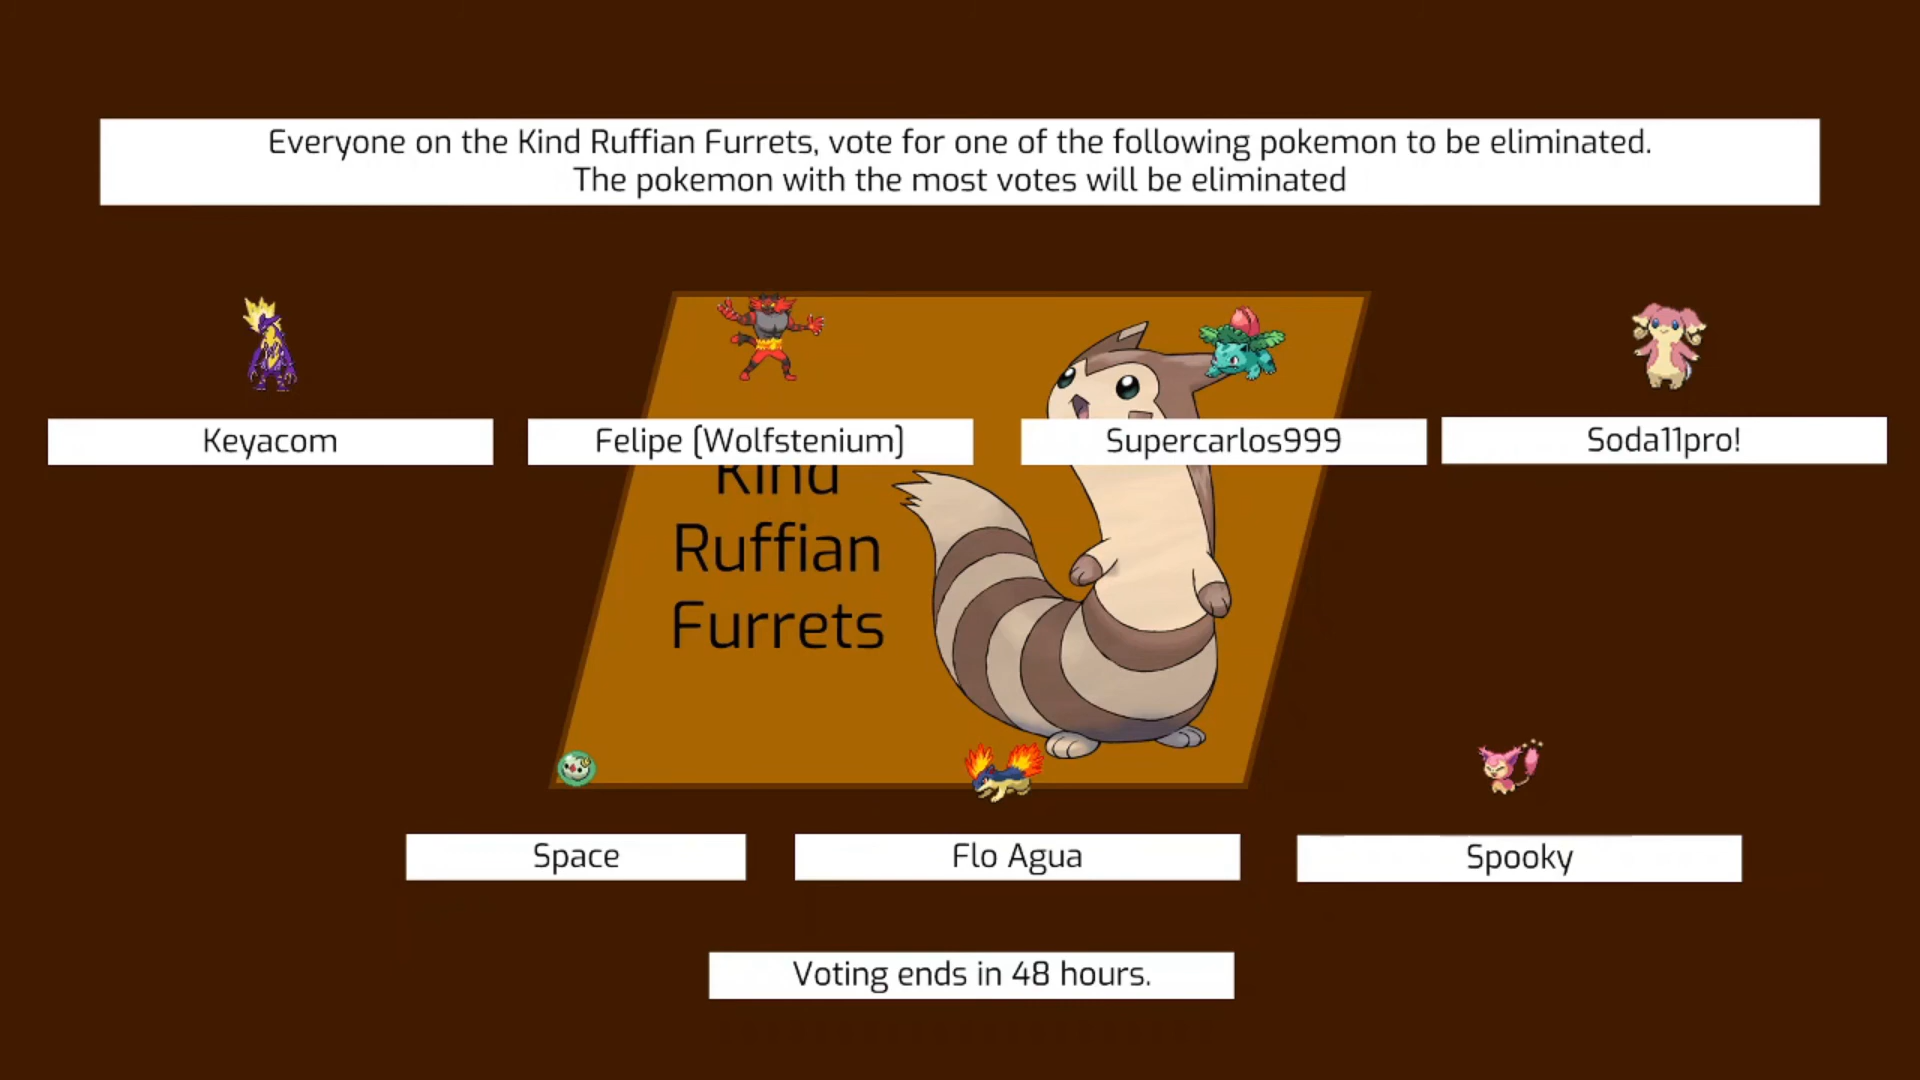 Everyone on the Kind Ruffian Furrets, vote for one of the following pokemon to be eliminated.
The pokemon with the most votes will be eliminated
Keyacom
Felipe [Wolfstenium]
Supercarlos999
Soda11pro!
Kind
Ruffian
Furrets
Space
Flo Agua
Spooky
Voting ends in 48 hours.